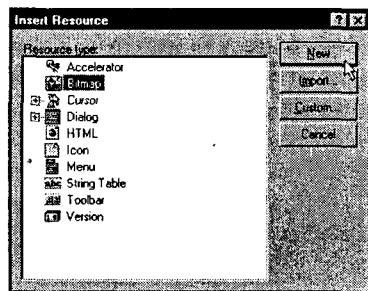 Insert Resource
Resource type:
Accelerator
Bitmap
Cursor
Dialog
HTML
Icon
Menu
String Table
Toolbar
Version
New
Import...
Custom...
Cancel